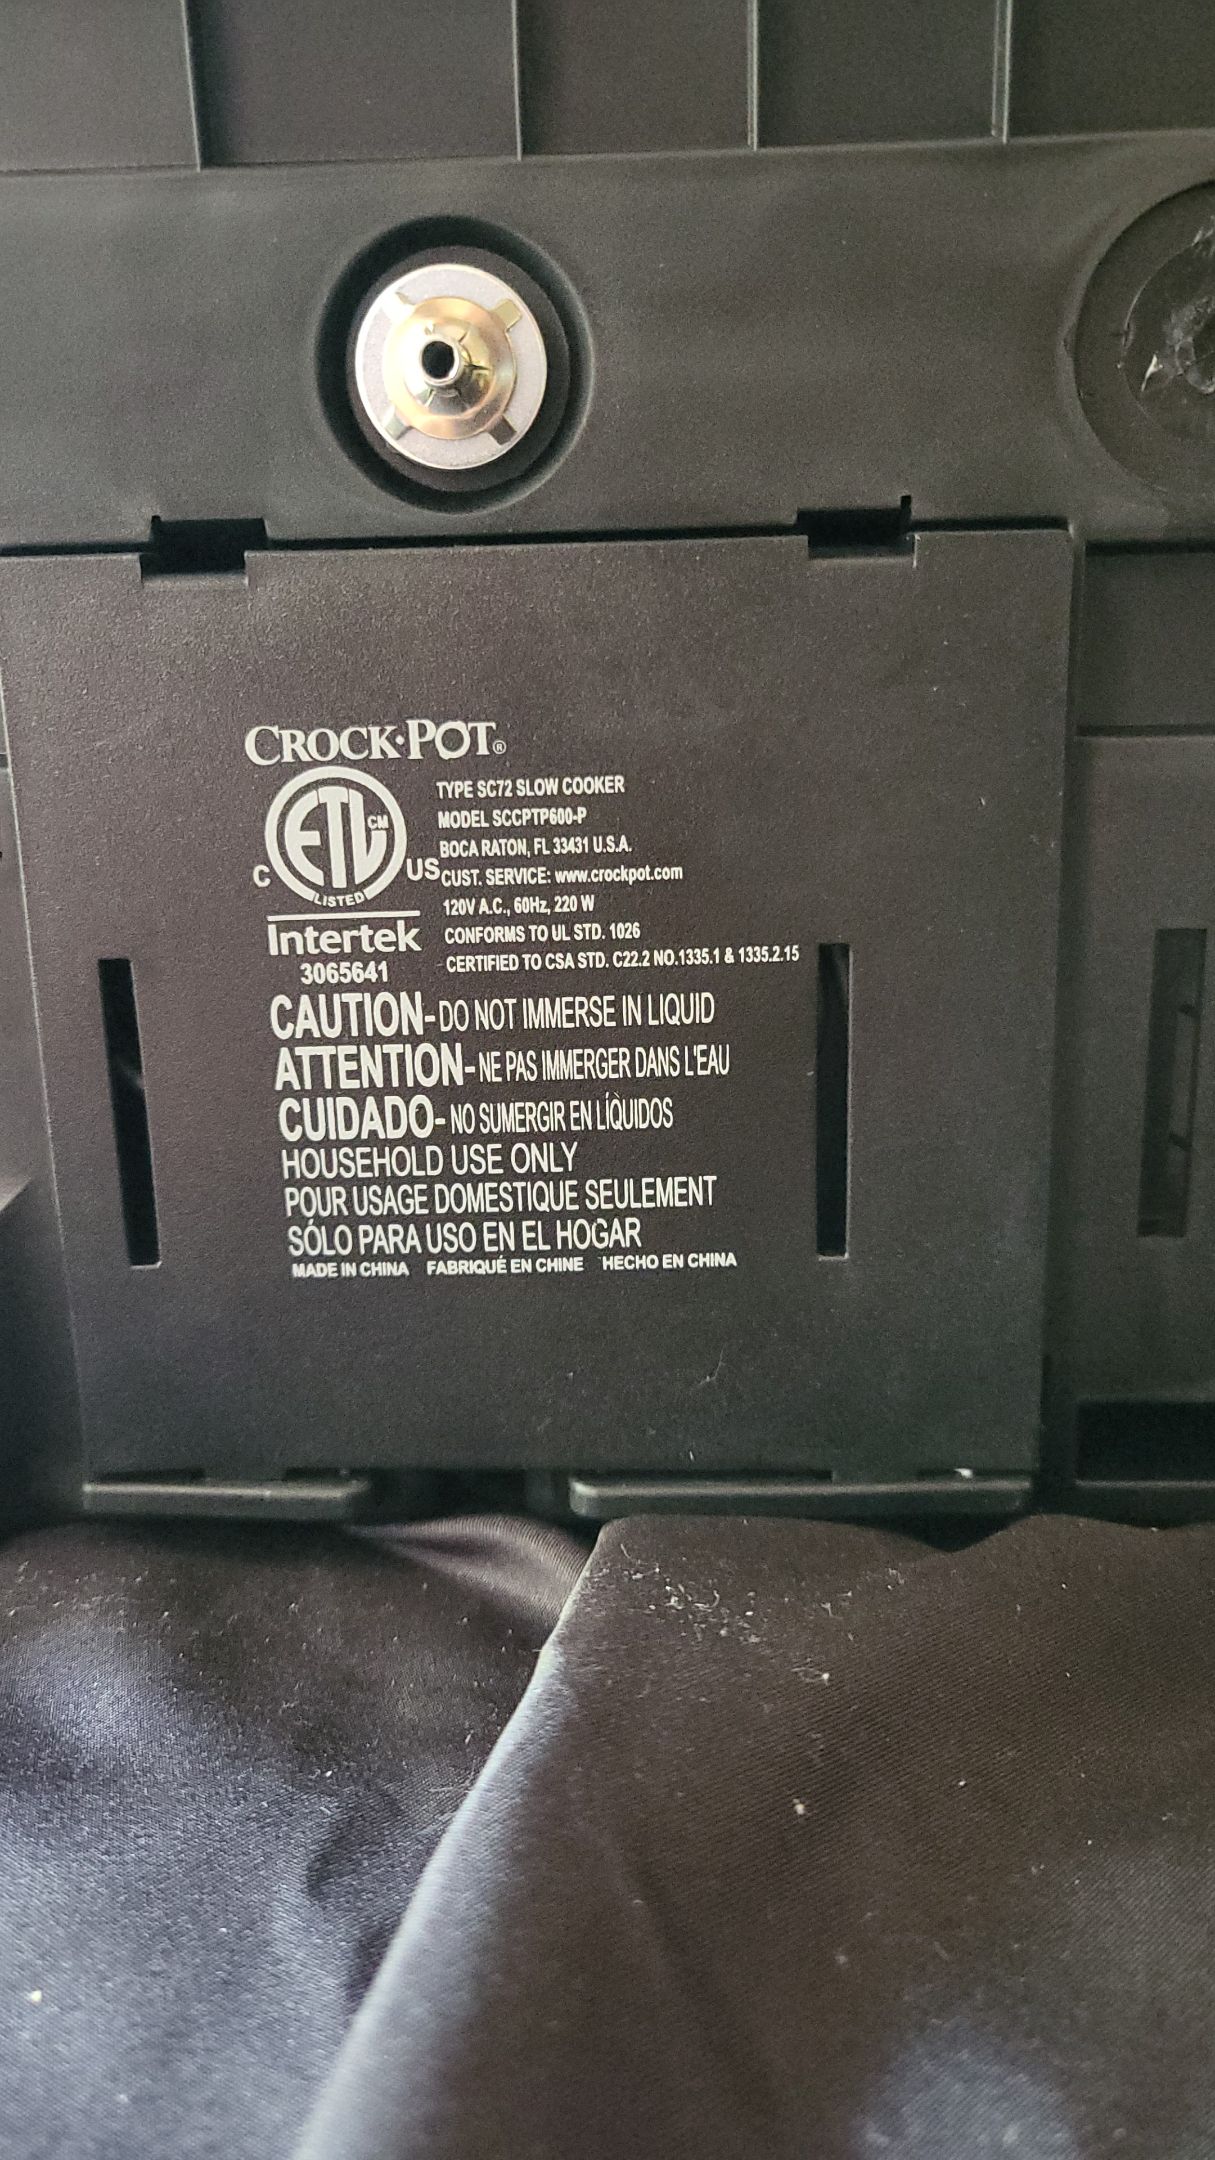 CROCK·POT®
ETL CM
LISTED
C US
Intertek
3065641
TYPE SC72 SLOW COOKER
MODEL SCCPTP600-P
BOCA RATON, FL 33431 U.S.A.
CUST. SERVICE: www.crockpot.com
120V A.C., 60Hz, 220 W
CONFORMS TO UL STD. 1026
CERTIFIED TO CSA STD. C22.2 NO.1335.1 & 1335.2.15
CAUTION-DO NOT IMMERSE IN LIQUID
ATTENTION-NE PAS IMMERGER DANS L'EAU
CUIDADO-NO SUMERGIR EN LÍQUIDOS
HOUSEHOLD USE ONLY
POUR USAGE DOMESTIQUE SEULEMENT
SÓLO PARA USO EN EL HOGAR
MADE IN CHINA FABRIQUÉ EN CHINE HECHO EN CHINA